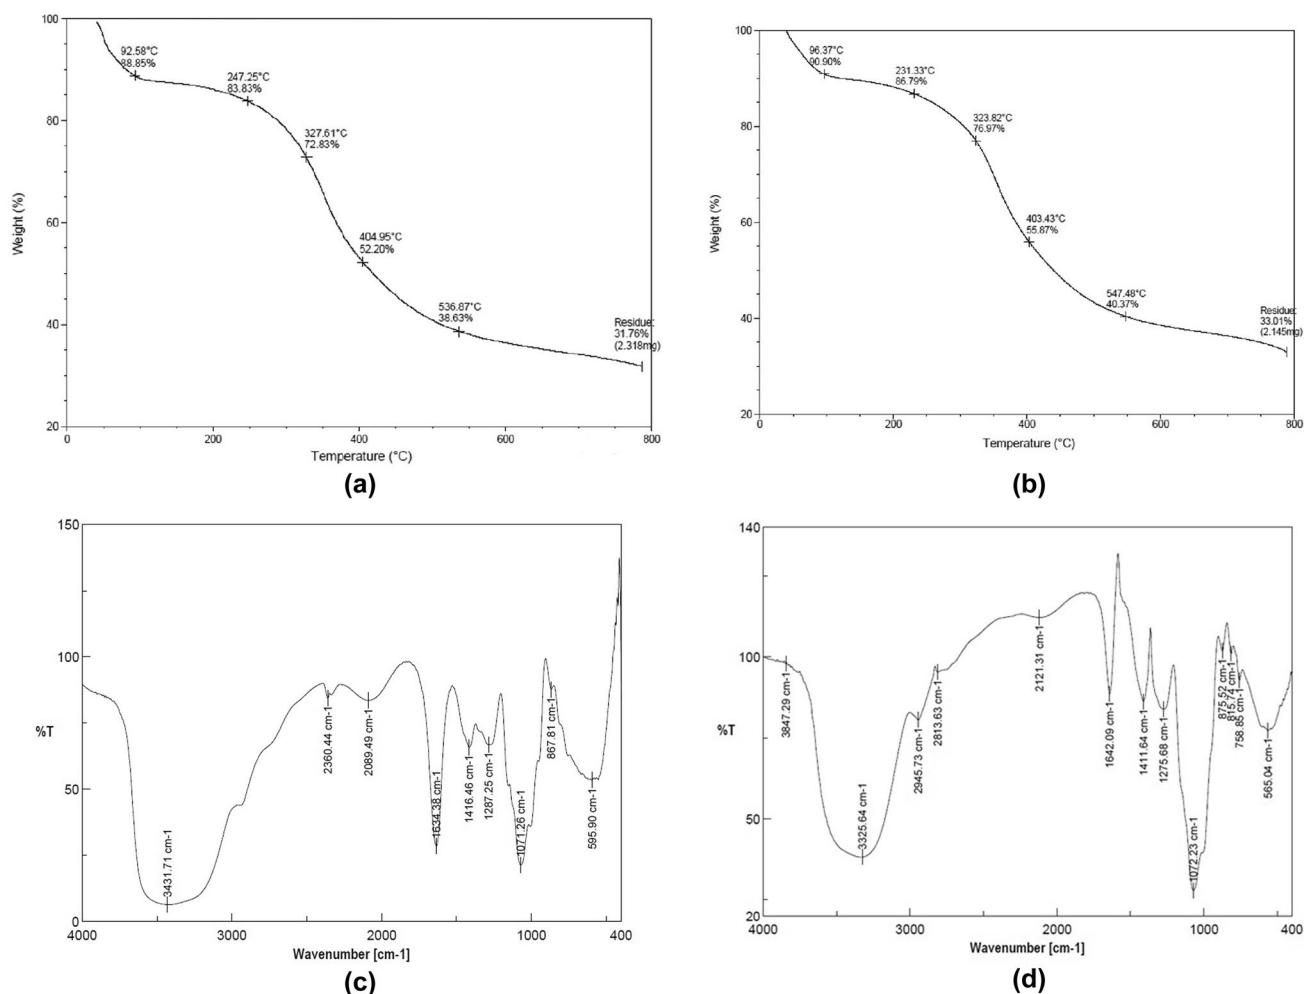 100
92.58°C
88.85%
247.25°C
83.83%
80
327.61°C
72.83%
Weight (%)
60
404.95°C
52.20%
536.87°C
38.63%
40
Residue:
31.76%
(2.318mg)
20
0
200
400
600
800
Temperature (°C)
(a)
100
96.37°C
90.90%
231.33°C
86.79%
80
323.82°C
76.97%
Weight (%)
60
403.43°C
55.87%
547.48°C
40.37%
40
Residue:
33.01%
(2.145mg)
20
0
200
400
600
800
Temperature (°C)
(b)
150
100
%T
50
0
3431.71 cm-1
2360.44 cm-1
2089.49 cm-1
1634.38 cm-1
1416.46 cm-1
1287.25 cm-1
1071.26 cm-1
867.81 cm-1
595.90 cm-1
4000
3000
2000
1000
400
Wavenumber [cm-1]
(c)
140
100
%T
50
20
3847.29 cm-1
3325.64 cm-1
2945.73 cm-1
2813.63 cm-1
2121.31 cm-1
1642.09 cm-1
1411.64 cm-1
1275.68 cm-1
1072.23 cm-1
875.52 cm-1
815.74 cm-1
758.85 cm-1
565.04 cm-1
4000
3000
2000
1000
400
Wavenumber [cm-1]
(d)